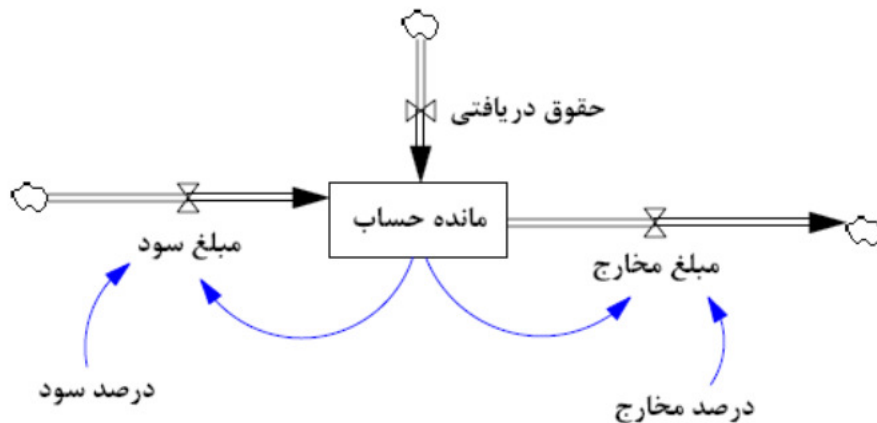 حقوق دریافتی
مانده حساب
مبلغ مخارج
مبلغ سود
درصد مخارج
درصد سود